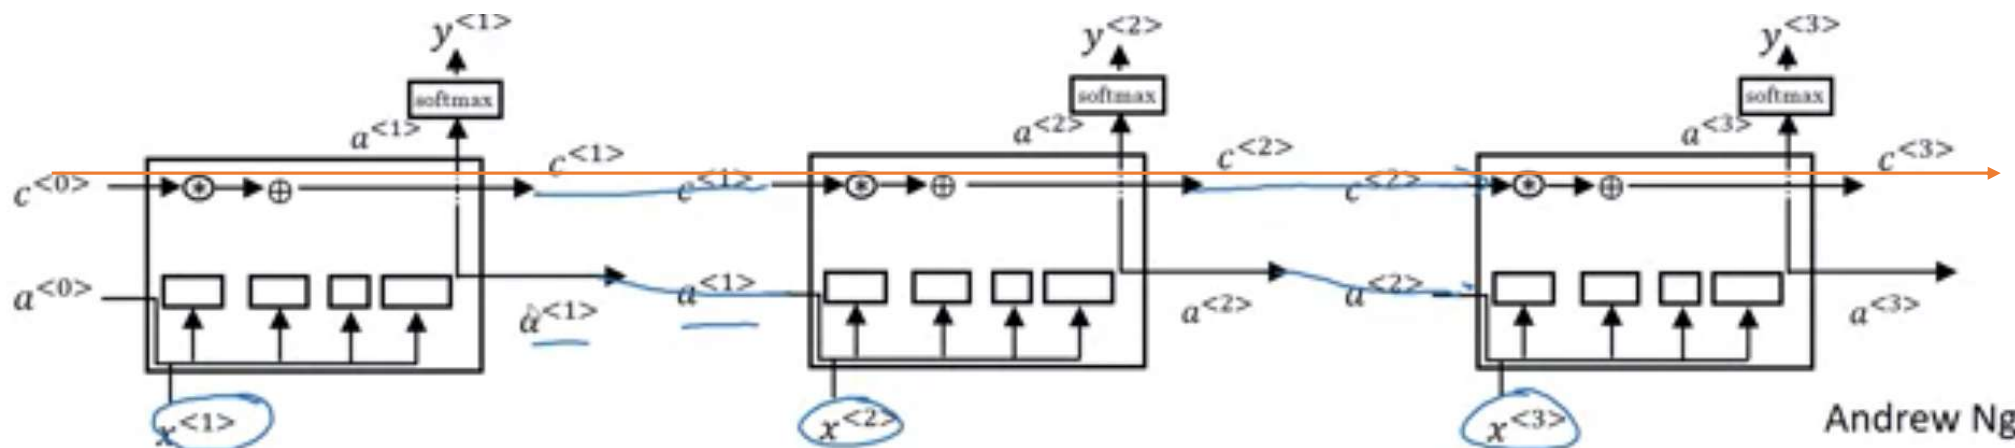 y<1> y<2> y<3>
softmax softmax softmax
a<1> a<2> a<3>
c<0> c<1> c<1> c<2> c<2> c<3>
a<0> a<1> a<1> a<2> a<2> a<3>
x<1> x<2> x<3>
Andrew Ng